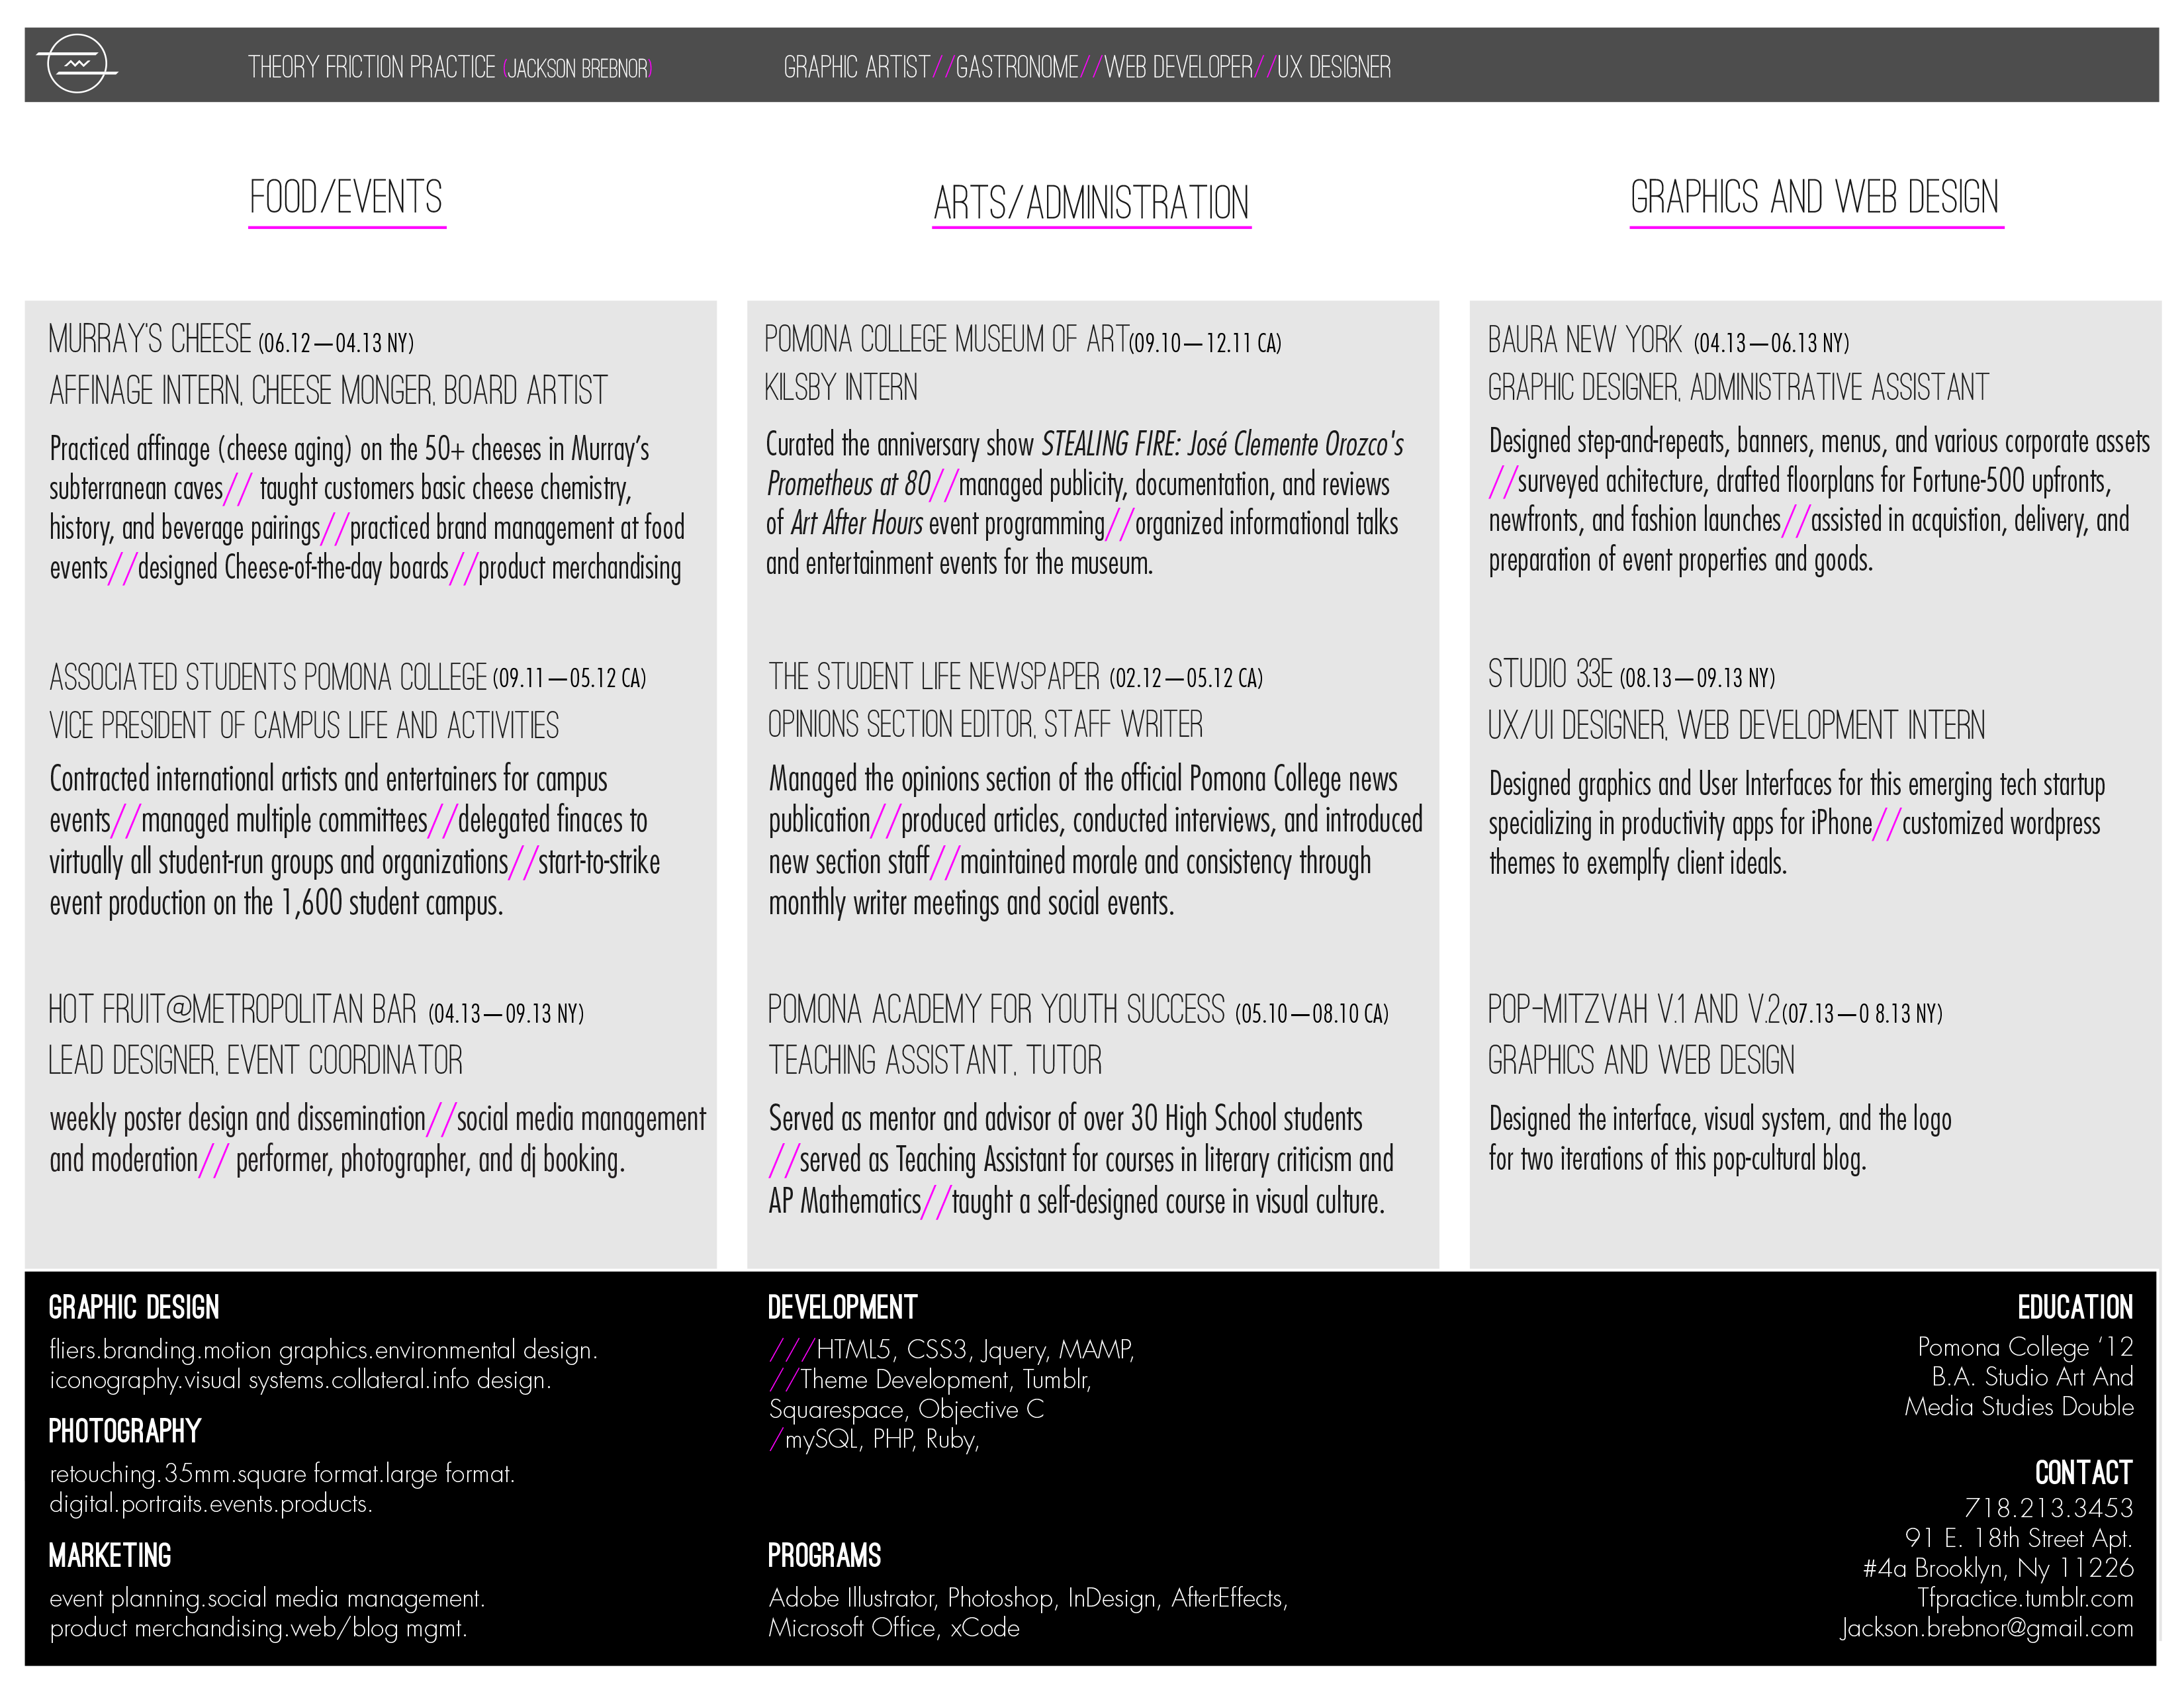 THEORY FRICTION PRACTICE (JACKSON BREBNOR)
GRAPHIC ARTIST//GASTRONOME//WEB DEVELOPER//UX DESIGNER
FOOD/EVENTS
MURRAY'S CHEESE (06.12—04.13 NY)
AFFINAGE INTERN, CHEESE MONGER, BOARD ARTIST
Practiced affinage (cheese aging) on the 50+ cheeses in Murray's
subterranean caves// taught customers basic cheese chemistry,
history, and beverage pairings//practiced brand management at food
events//designed Cheese-of-the-day boards//product merchandising
ASSOCIATED STUDENTS POMONA COLLEGE (09.11—05.12 CA)
VICE PRESIDENT OF CAMPUS LIFE AND ACTIVITIES
Contracted international artists and entertainers for campus
events//managed multiple committees//delegated finaces to
virtually all student-run groups and organizations//start-to-strike
event production on the 1,600 student campus.
HOT FRUIT@METROPOLITAN BAR (04.13—09.13 NY)
LEAD DESIGNER, EVENT COORDINATOR
weekly poster design and dissemination//social media management
and moderation// performer, photographer, and dj booking.
ARTS/ADMINISTRATION
POMONA COLLEGE MUSEUM OF ART(09.10—12.11 CA)
KILSBY INTERN
Curated the anniversary show STEALING FIRE: José Clemente Orozco's
Prometheus at 80//managed publicity, documentation, and reviews
of Art After Hours event programming//organized informational talks
and entertainment events for the museum.
THE STUDENT LIFE NEWSPAPER (02.12—05.12 CA)
OPINIONS SECTION EDITOR, STAFF WRITER
Managed the opinions section of the official Pomona College news
publication//produced articles, conducted interviews, and introduced
new section staff//maintained morale and consistency through
monthly writer meetings and social events.
POMONA ACADEMY FOR YOUTH SUCCESS (05.10—08.10 CA)
TEACHING ASSISTANT, TUTOR
Served as mentor and advisor of over 30 High School students
//served as Teaching Assistant for courses in literary criticism and
AP Mathematics//taught a self-designed course in visual culture.
GRAPHICS AND WEB DESIGN
BAURA NEW YORK (04.13—06.13 NY)
GRAPHIC DESIGNER, ADMINISTRATIVE ASSISTANT
Designed step-and-repeats, banners, menus, and various corporate assets
//surveyed achitecture, drafted floorplans for Fortune-500 upfronts,
newfronts, and fashion launches//assisted in acquistion, delivery, and
preparation of event properties and goods.
STUDIO 33E (08.13—09.13 NY)
UX/UI DESIGNER, WEB DEVELOPMENT INTERN
Designed graphics and User Interfaces for this emerging tech startup
specializing in productivity apps for iPhone//customized wordpress
themes to exemplfy client ideals.
POP-MITZVAH V.1 AND V.2(07.13—0 8.13 NY)
GRAPHICS AND WEB DESIGN
Designed the interface, visual system, and the logo
for two iterations of this pop-cultural blog.
GRAPHIC DESIGN
fliers.branding.motion graphics.environmental design.
iconography.visual systems.collateral.info design.
PHOTOGRAPHY
retouching.35mm.square format.large format.
digital.portraits.events.products.
MARKETING
event planning.social media management.
product merchandising.web/blog mgmt.
DEVELOPMENT
///HTML5, CSS3, Jquery, MAMP,
//Theme Development, Tumblr,
Squarespace, Objective C
/mySQL, PHP, Ruby,
PROGRAMS
Adobe Illustrator, Photoshop, InDesign, AfterEffects,
Microsoft Office, xCode
EDUCATION
Pomona College '12
B.A. Studio Art And
Media Studies Double
CONTACT
718.213.3453
91 E. 18th Street Apt.
#4a Brooklyn, Ny 11226
Tfpractice.tumblr.com
Jackson.brebnor@gmail.com